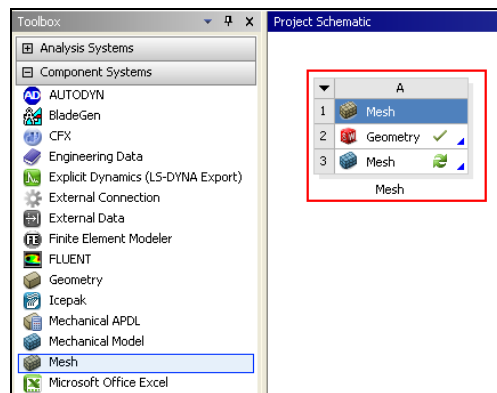 Toolbox
Project Schematic
Analysis Systems
Component Systems
AUTODYN
BladeGen
CFX
Engineering Data
Explicit Dynamics (LS-DYNA Export)
External Connection
External Data
Finite Element Modeler
FLUENT
Geometry
Icepak
Mechanical APDL
Mechanical Model
Mesh
Microsoft Office Excel
A
1 Mesh
2 Geometry
3 Mesh
Mesh